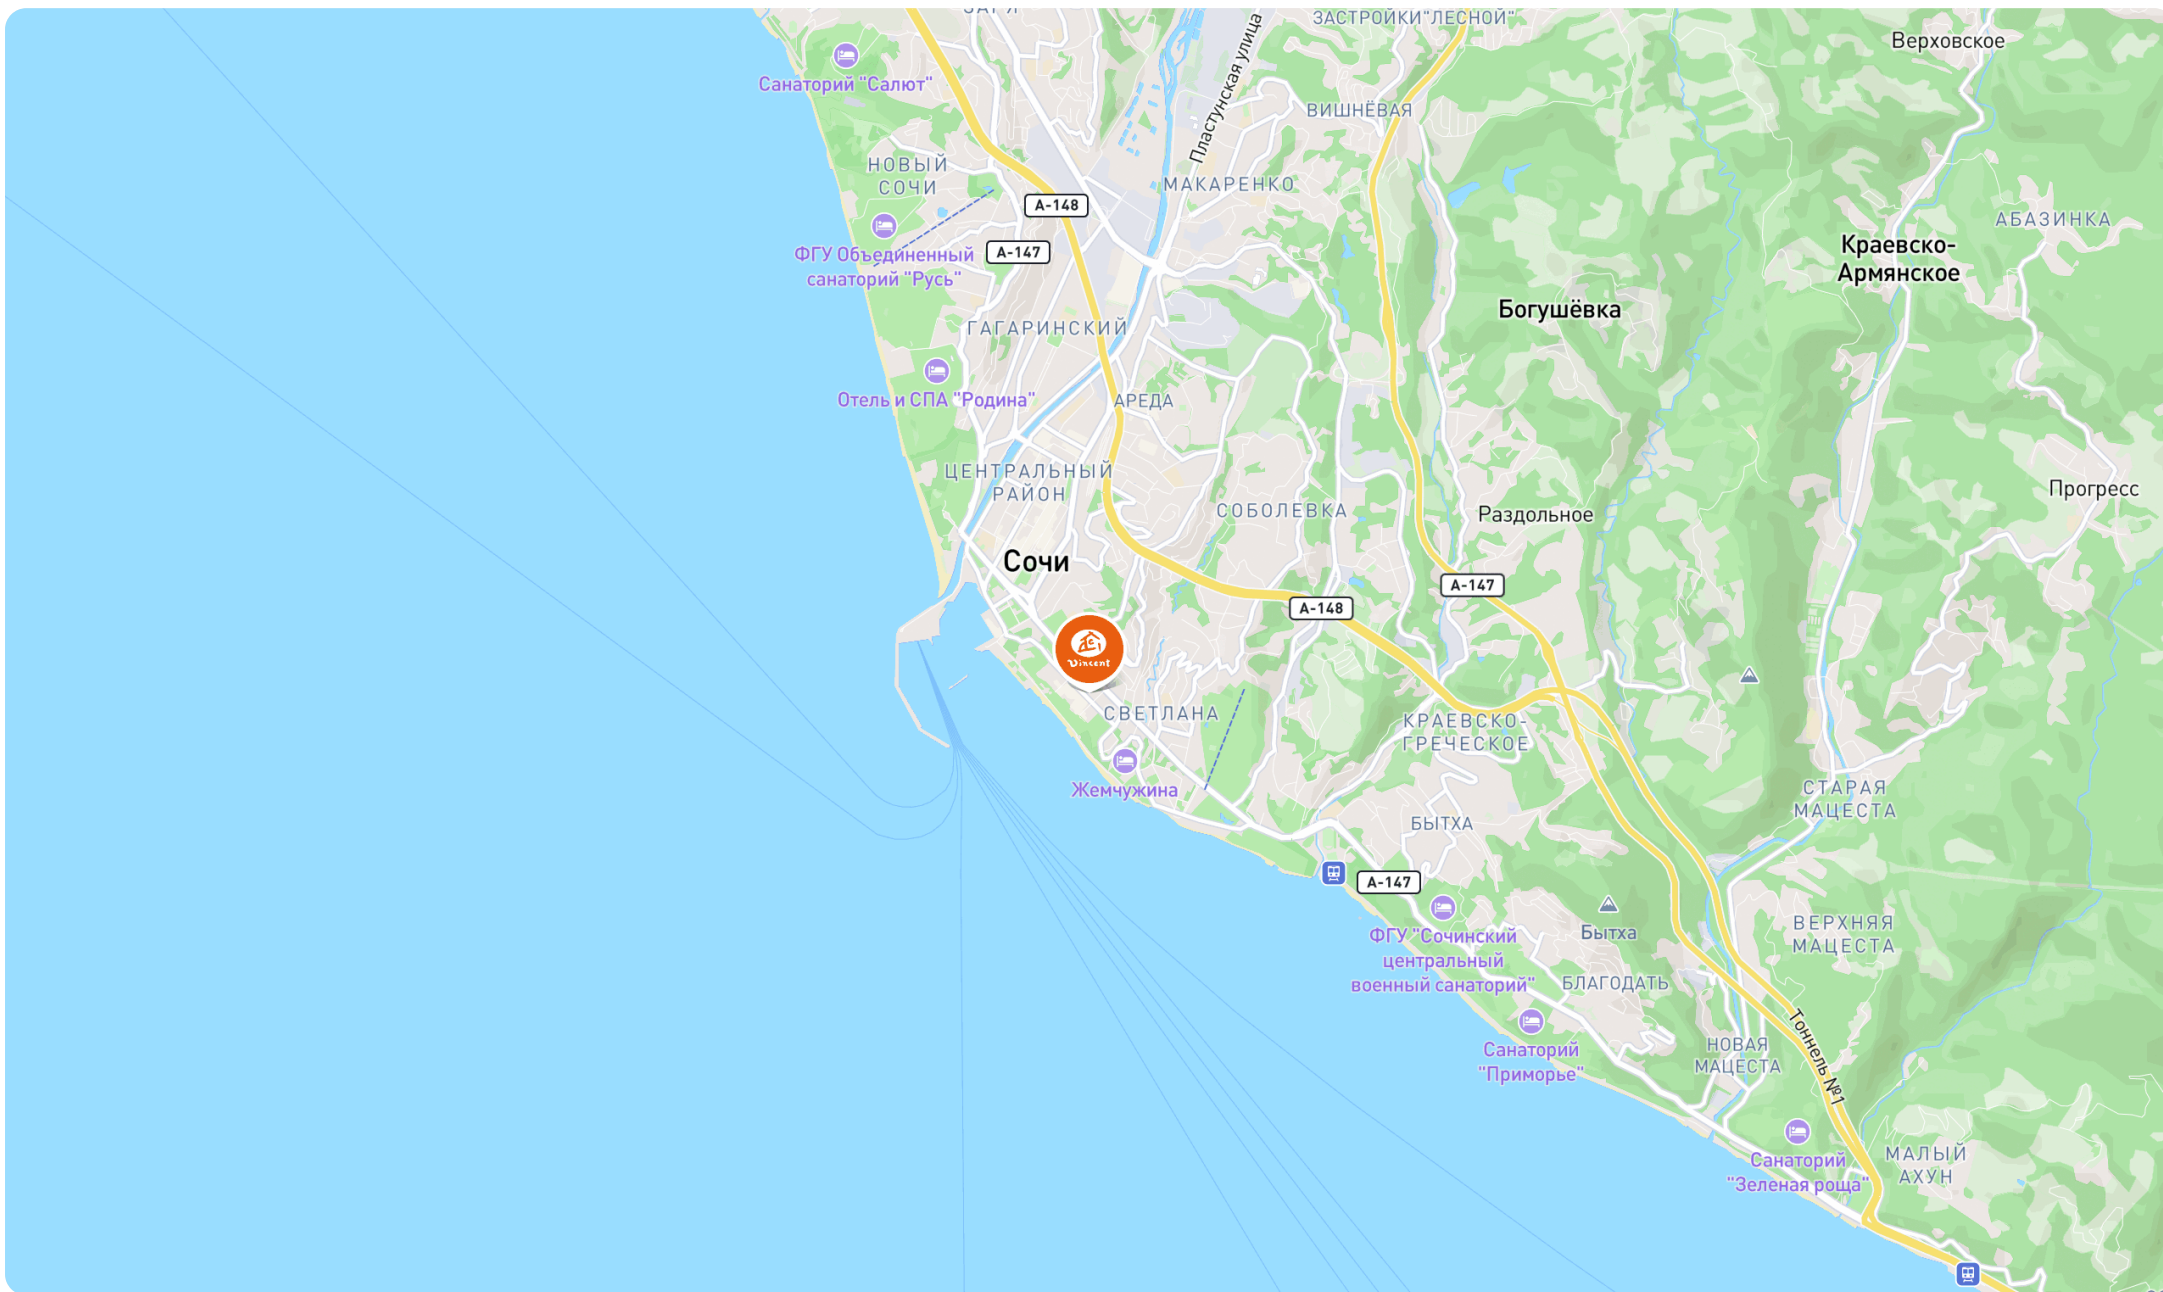 ЗАСТРОЙКИ"ЛЕСНОЙ"
Верховское
Санаторий "Салют"
Пластунская улица
ВИШНЁВАЯ
НОВЫЙ
СОЧИ
МАКАРЕНКО
А-148
АБАЗИНКА
А-147
ФГУ Объединенный
санаторий "Русь"
Краевско-
Армянское
Богушёвка
ГАГАРИНСКИЙ
Отель и СПА "Родина"
АРЕДА
ЦЕНТРАЛЬНЫЙ
РАЙОН
Прогресс
СОБОЛЕВКА
Раздольное
Сочи
А-147
А-148
Vincent
СВЕТЛАНА
КРАЕВСКО-
ГРЕЧЕСКОЕ
Жемчужина
СТАРАЯ
МАЦЕСТА
БЫТХА
А-147
ФГУ "Сочинский
центральный
военный санаторий"
Бытха
ВЕРХНЯЯ
МАЦЕСТА
БЛАГОДАТЬ
Санаторий
"Приморье"
НОВАЯ
МАЦЕСТА
Тоннель №1
Санаторий
"Зеленая роща"
МАЛЫЙ
АХУН